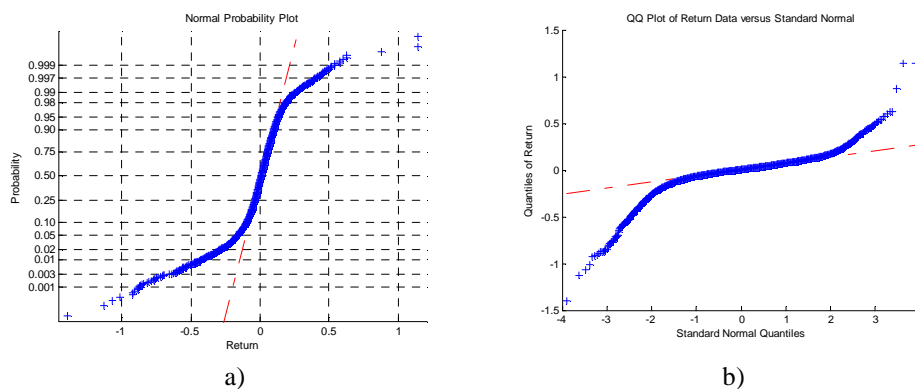 Normal Probability Plot
0.999
0.997
0.99
0.98
0.95
0.90
0.75
0.50
0.25
0.10
0.05
0.02
0.01
0.003
0.001
Probability
-1 -0.5 0 0.5 1
Return
a)
QQ Plot of Return Data versus Standard Normal
1.5
1
0.5
0
-0.5
-1
-1.5
Quantiles of Return
-4 -3 -2 -1 0 1 2 3
Standard Normal Quantiles
b)